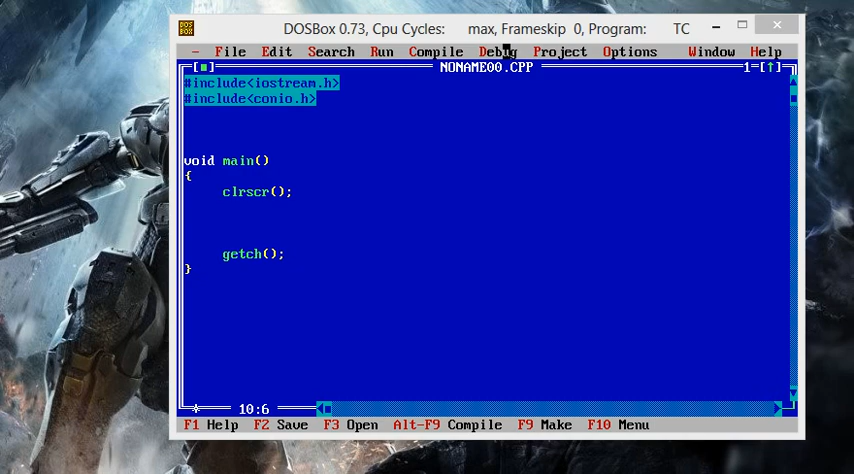 DOS
BOX
DOSBox 0.73, Cpu Cycles: max, Frameskip 0, Program: TC
File Edit Search Run Compile Debug Project Options Window Help
NONAME00.CPP 1
#include<iostream.h>
#include<conio.h>
void main()
{
clrscr();
getch();
}
10:6
F1 Help F2 Save F3 Open Alt-F9 Compile F9 Make F10 Menu